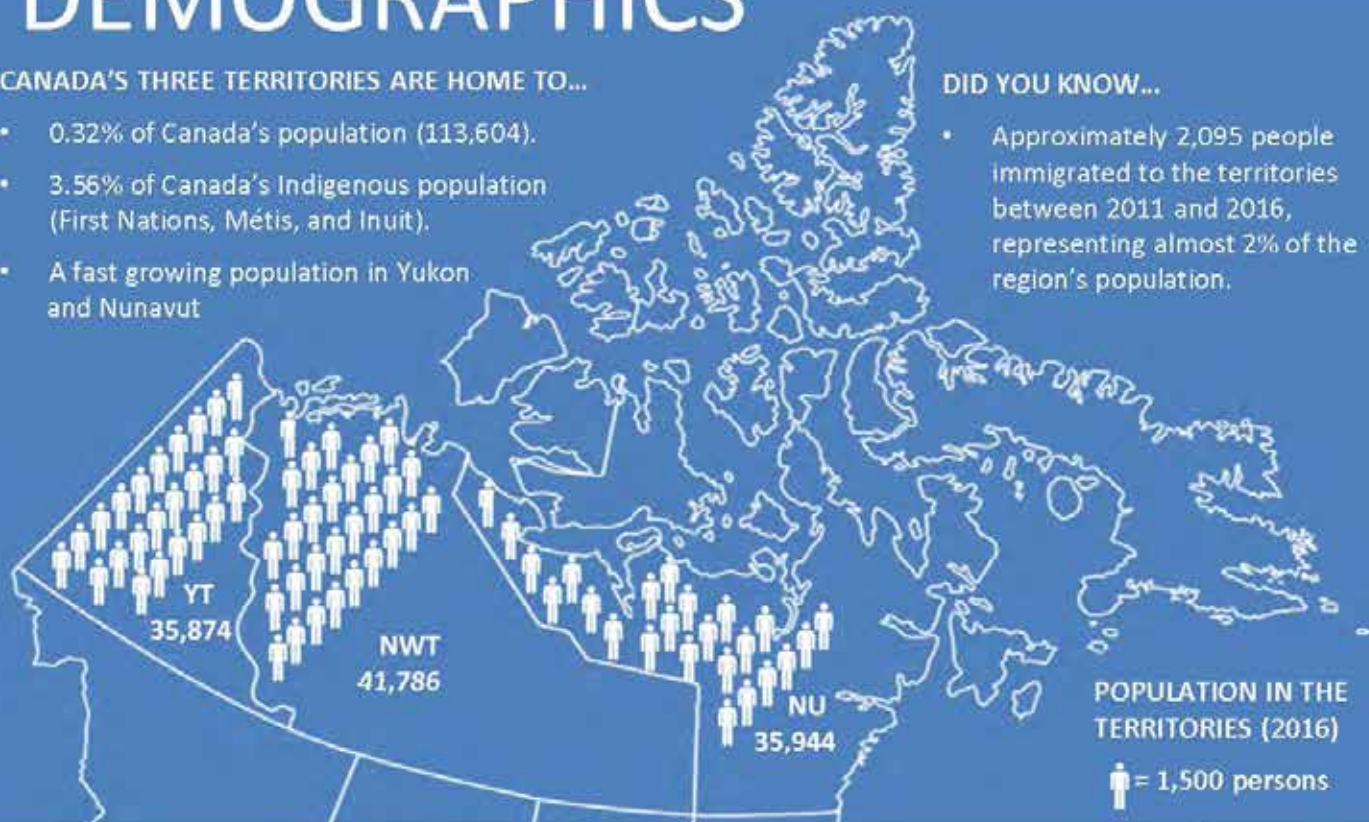 DEMOGRAPHICS
CANADA'S THREE TERRITORIES ARE HOME TO...
• 0.32% of Canada's population (113,604).
• 3.56% of Canada's Indigenous population
(First Nations, Métis, and Inuit).
• A fast growing population in Yukon
and Nunavut
DID YOU KNOW...
• Approximately 2,095 people
immigrated to the territories
between 2011 and 2016,
representing almost 2% of the
region's population.
YT
35,874
NWT
41,786
NU
35,944
POPULATION IN THE
TERRITORIES (2016)
= 1,500 persons